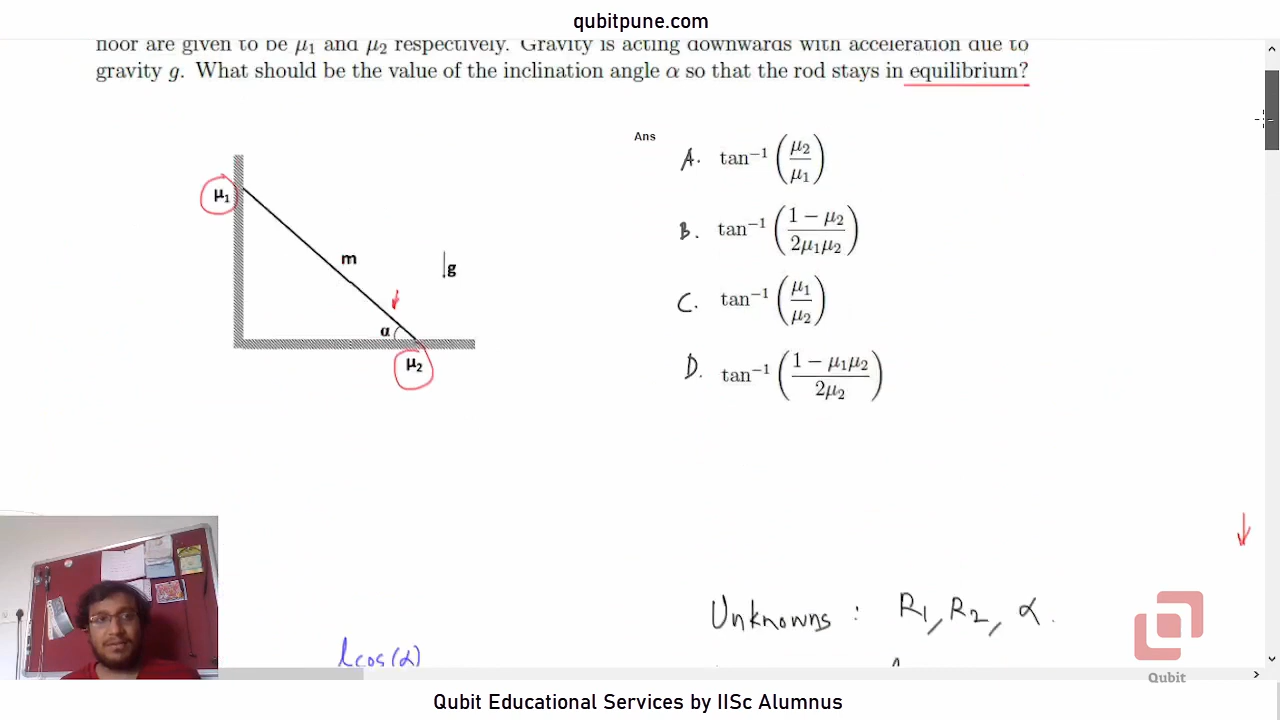 qubitpune.com
floor are given to be μ₁ and μ₂ respectively. Gravity is acting downwards with acceleration due to
gravity g. What should be the value of the inclination angle α so that the rod stays in equilibrium?
Ans
A. tan⁻¹(μ₂/μ₁)
μ₁
B. tan⁻¹((1 − μ₂)/(2μ₁μ₂))
m
g
C. tan⁻¹(μ₁/μ₂)
α
μ₂
D. tan⁻¹((1 − μ₁μ₂)/(2μ₂))
Unknowns : R₁, R₂, α.
lcos(α)
Qubit
Qubit Educational Services by IISc Alumnus